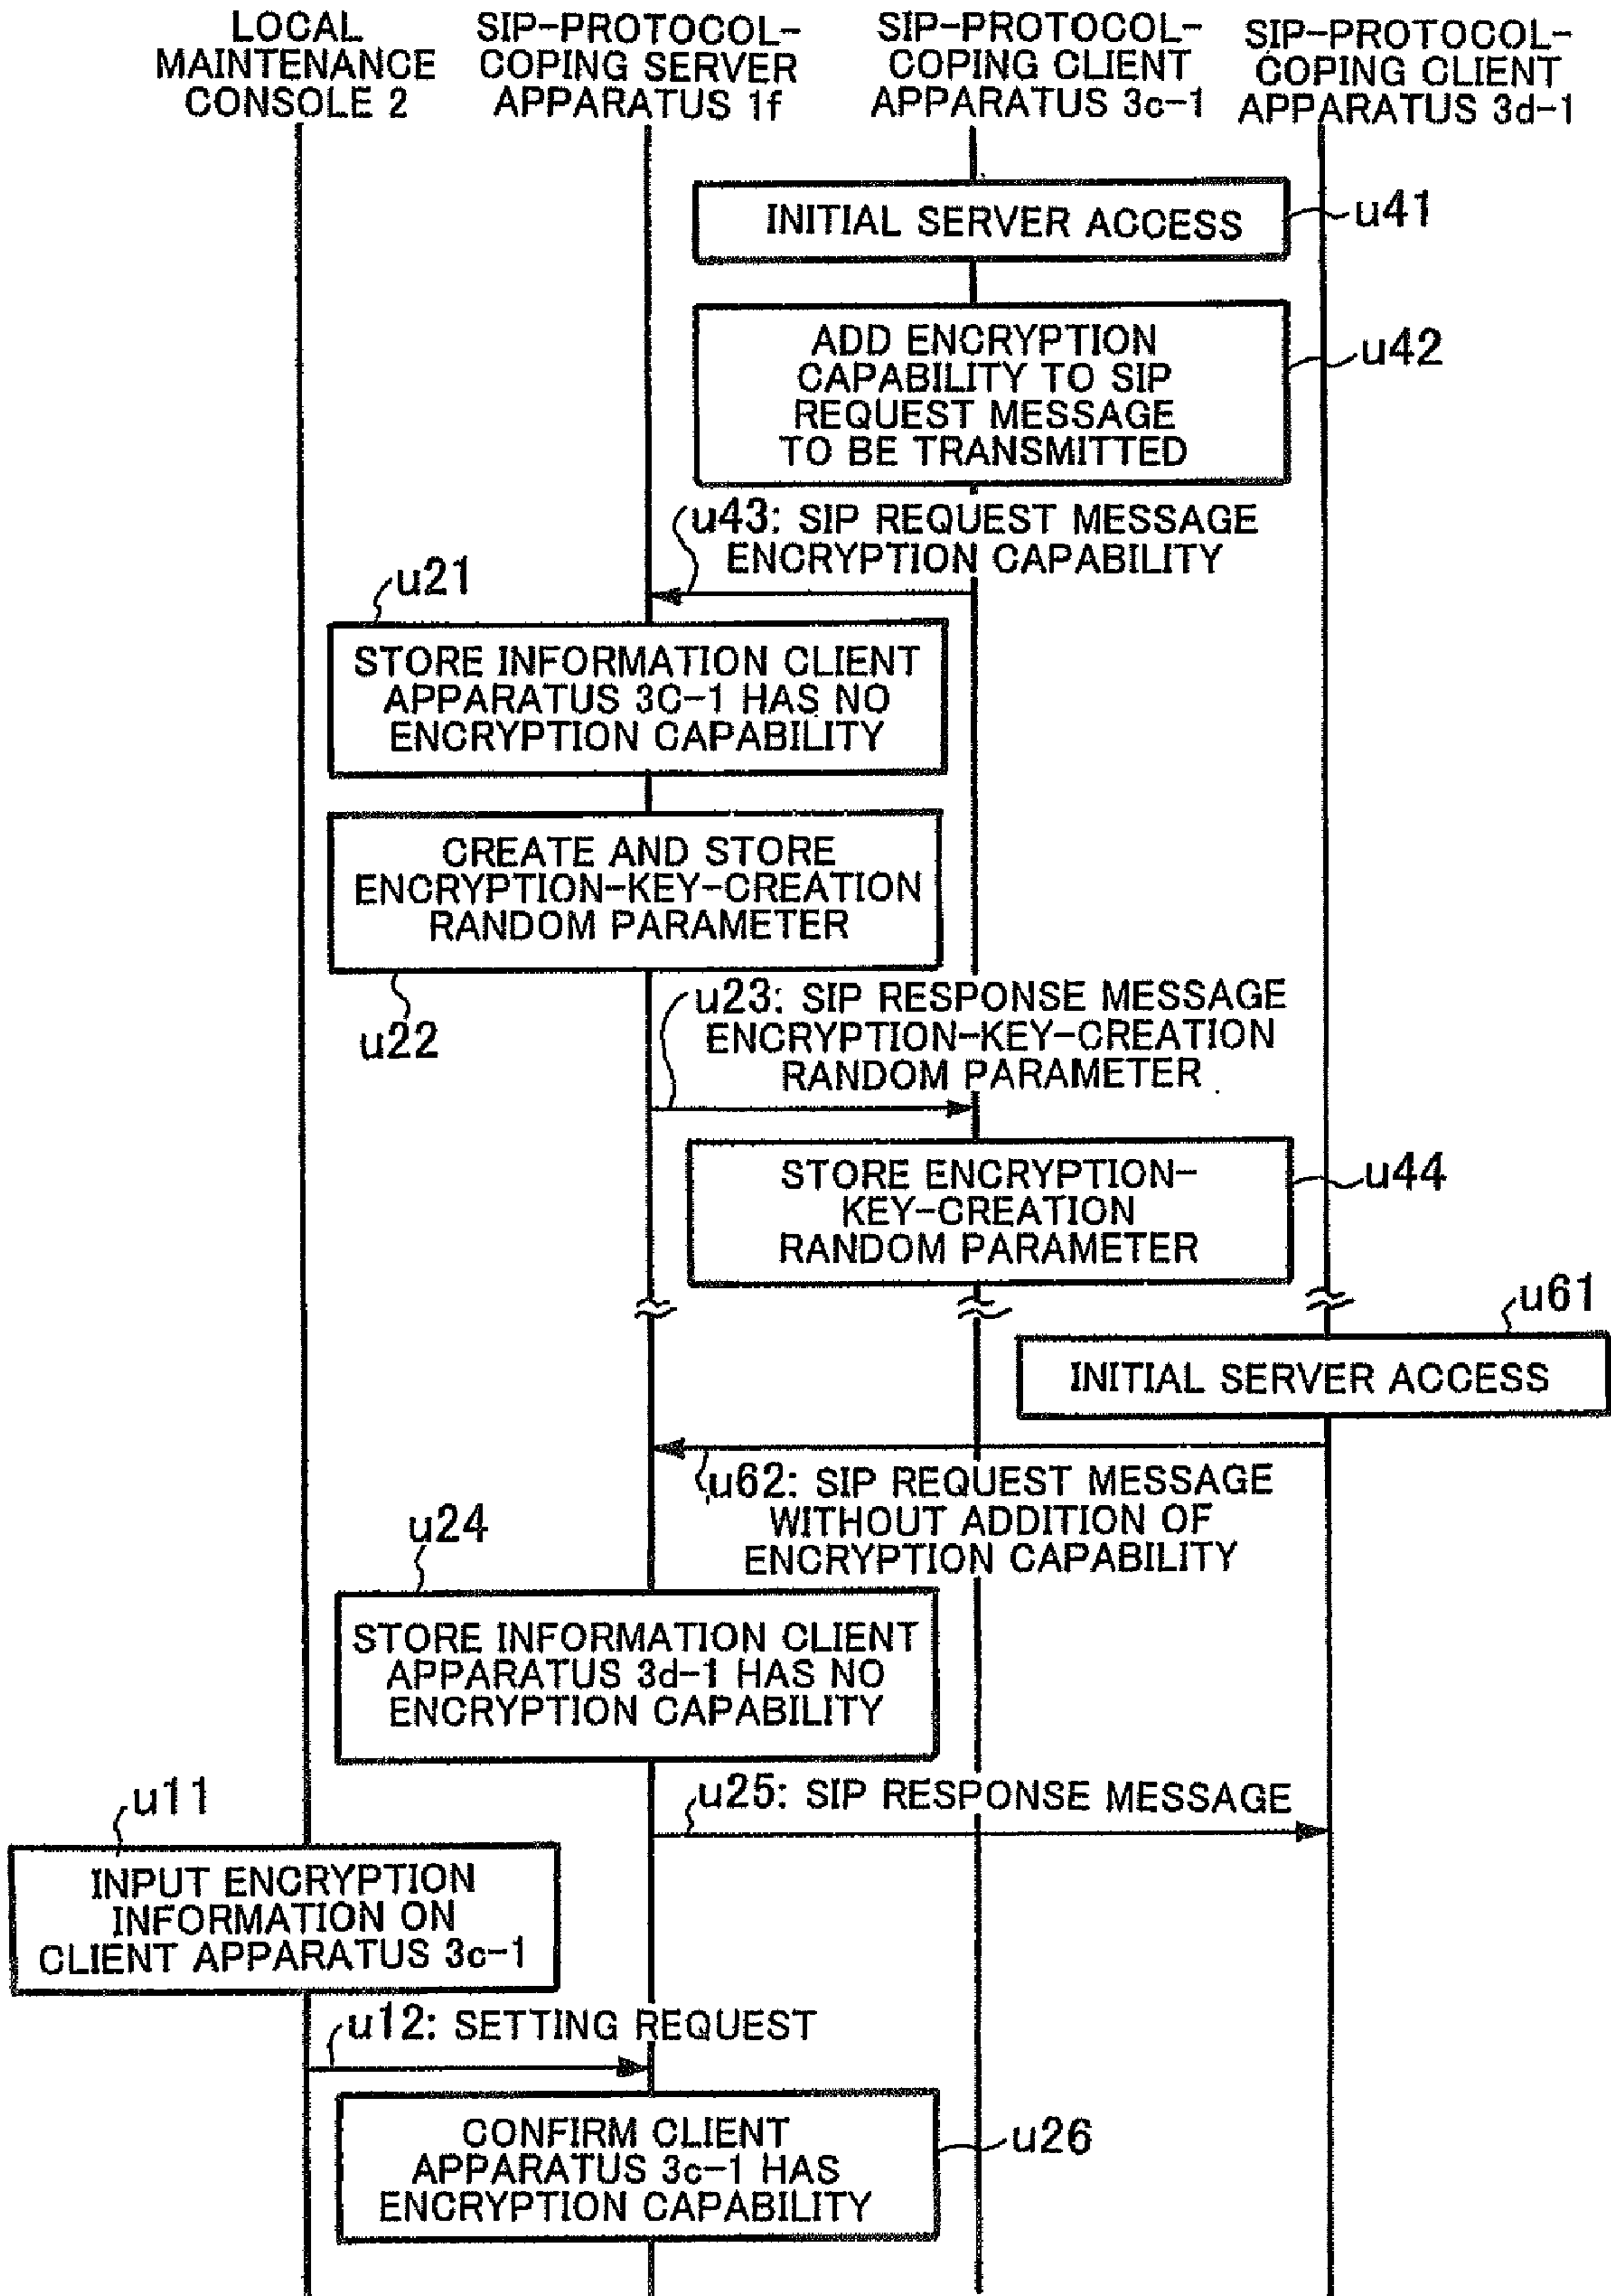 LOCAL
MAINTENANCE
CONSOLE 2
SIP-PROTOCOL-
COPING SERVER
APPARATUS 1f
SIP-PROTOCOL-
COPING CLIENT
APPARATUS 3c-1
SIP-PROTOCOL-
COPING CLIENT
APPARATUS 3d-1
INITIAL SERVER ACCESS
u41
ADD ENCRYPTION
CAPABILITY TO SIP
REQUEST MESSAGE
TO BE TRANSMITTED
u42
u43: SIP REQUEST MESSAGE
ENCRYPTION CAPABILITY
u21
STORE INFORMATION CLIENT
APPARATUS 3C-1 HAS NO
ENCRYPTION CAPABILITY
CREATE AND STORE
ENCRYPTION-KEY-CREATION
RANDOM PARAMETER
u22
u23: SIP RESPONSE MESSAGE
ENCRYPTION-KEY-CREATION
RANDOM PARAMETER
STORE ENCRYPTION-
KEY-CREATION
RANDOM PARAMETER
u44
u61
INITIAL SERVER ACCESS
u62: SIP REQUEST MESSAGE
WITHOUT ADDITION OF
ENCRYPTION CAPABILITY
u24
STORE INFORMATION CLIENT
APPARATUS 3d-1 HAS NO
ENCRYPTION CAPABILITY
u25: SIP RESPONSE MESSAGE
u11
INPUT ENCRYPTION
INFORMATION ON
CLIENT APPARATUS 3c-1
u12: SETTING REQUEST
CONFIRM CLIENT
APPARATUS 3c-1 HAS
ENCRYPTION CAPABILITY
u26